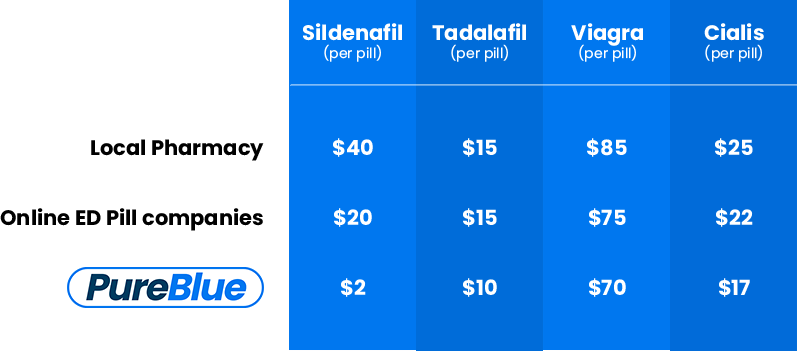 Sildenafil Tadalafil Viagra Cialis
(per pill) (per pill) (per pill) (per pill)
Local Pharmacy $40 $15 $85 $25
Online ED Pill companies $20 $15 $75 $22
PureBlue $2 $10 $70 $17